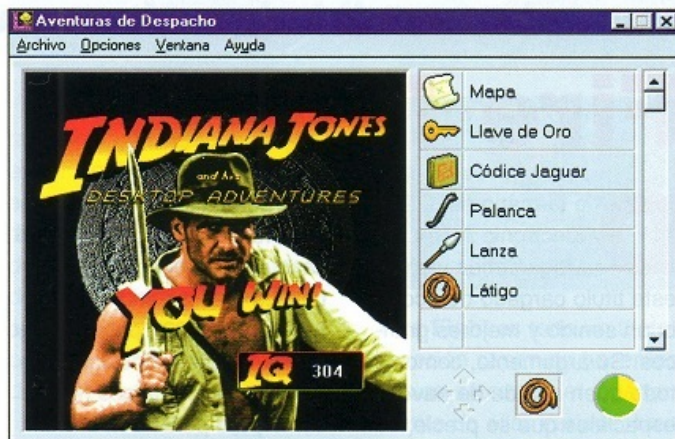 Aventuras de Despacho
Archivo Opciones Ventana Ayuda
INDIANA JONES
and his
DESKTOP ADVENTURES
YOU WIN!
IQ 304
Mapa
Llave de Oro
Códice Jaguar
Palanca
Lanza
Látigo